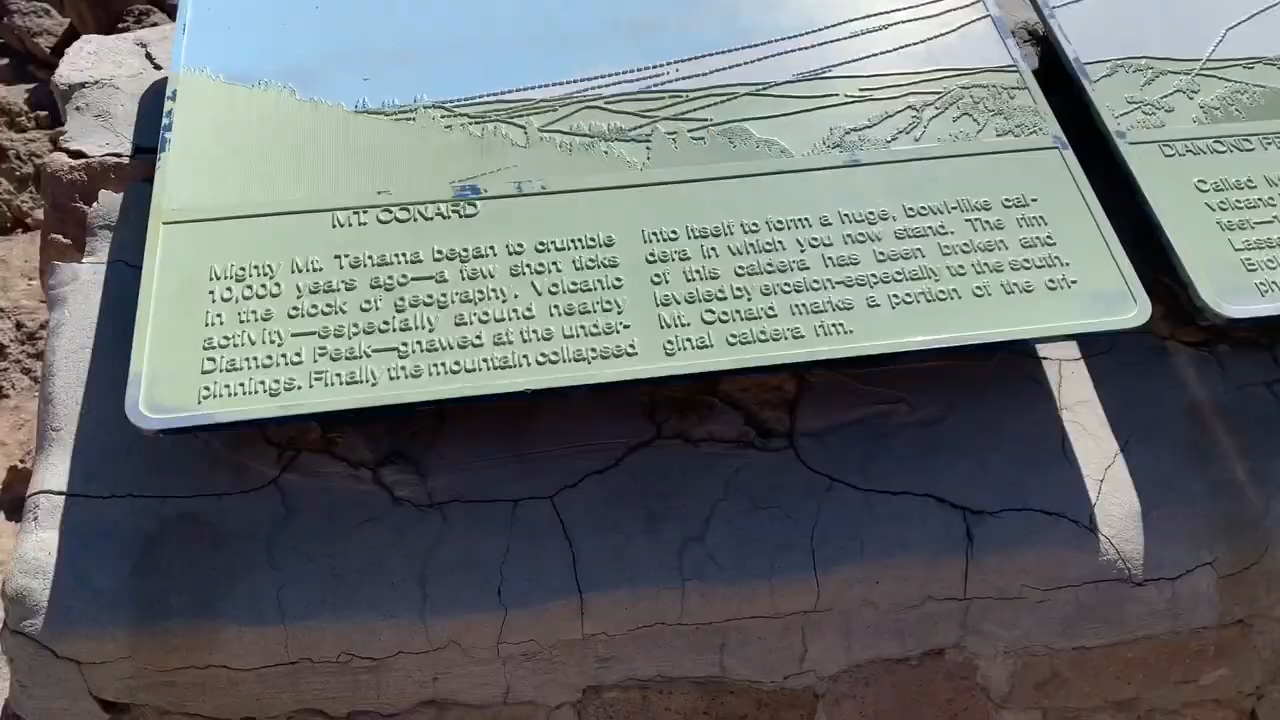 MT. CONARD
Mighty Mt. Tehama began to crumble
10,000 years ago—a few short ticks
in the clock of geography. Volcanic
activity—especially around nearby
Diamond Peak—gnawed at the under-
pinnings. Finally the mountain collapsed
into itself to form a huge, bowl-like cal-
dera in which you now stand. The rim
of this caldera has been broken and
leveled by erosion-especially to the south.
Mt. Conard marks a portion of the ori-
ginal caldera rim.
DIAMOND
Called
volcano
feet—